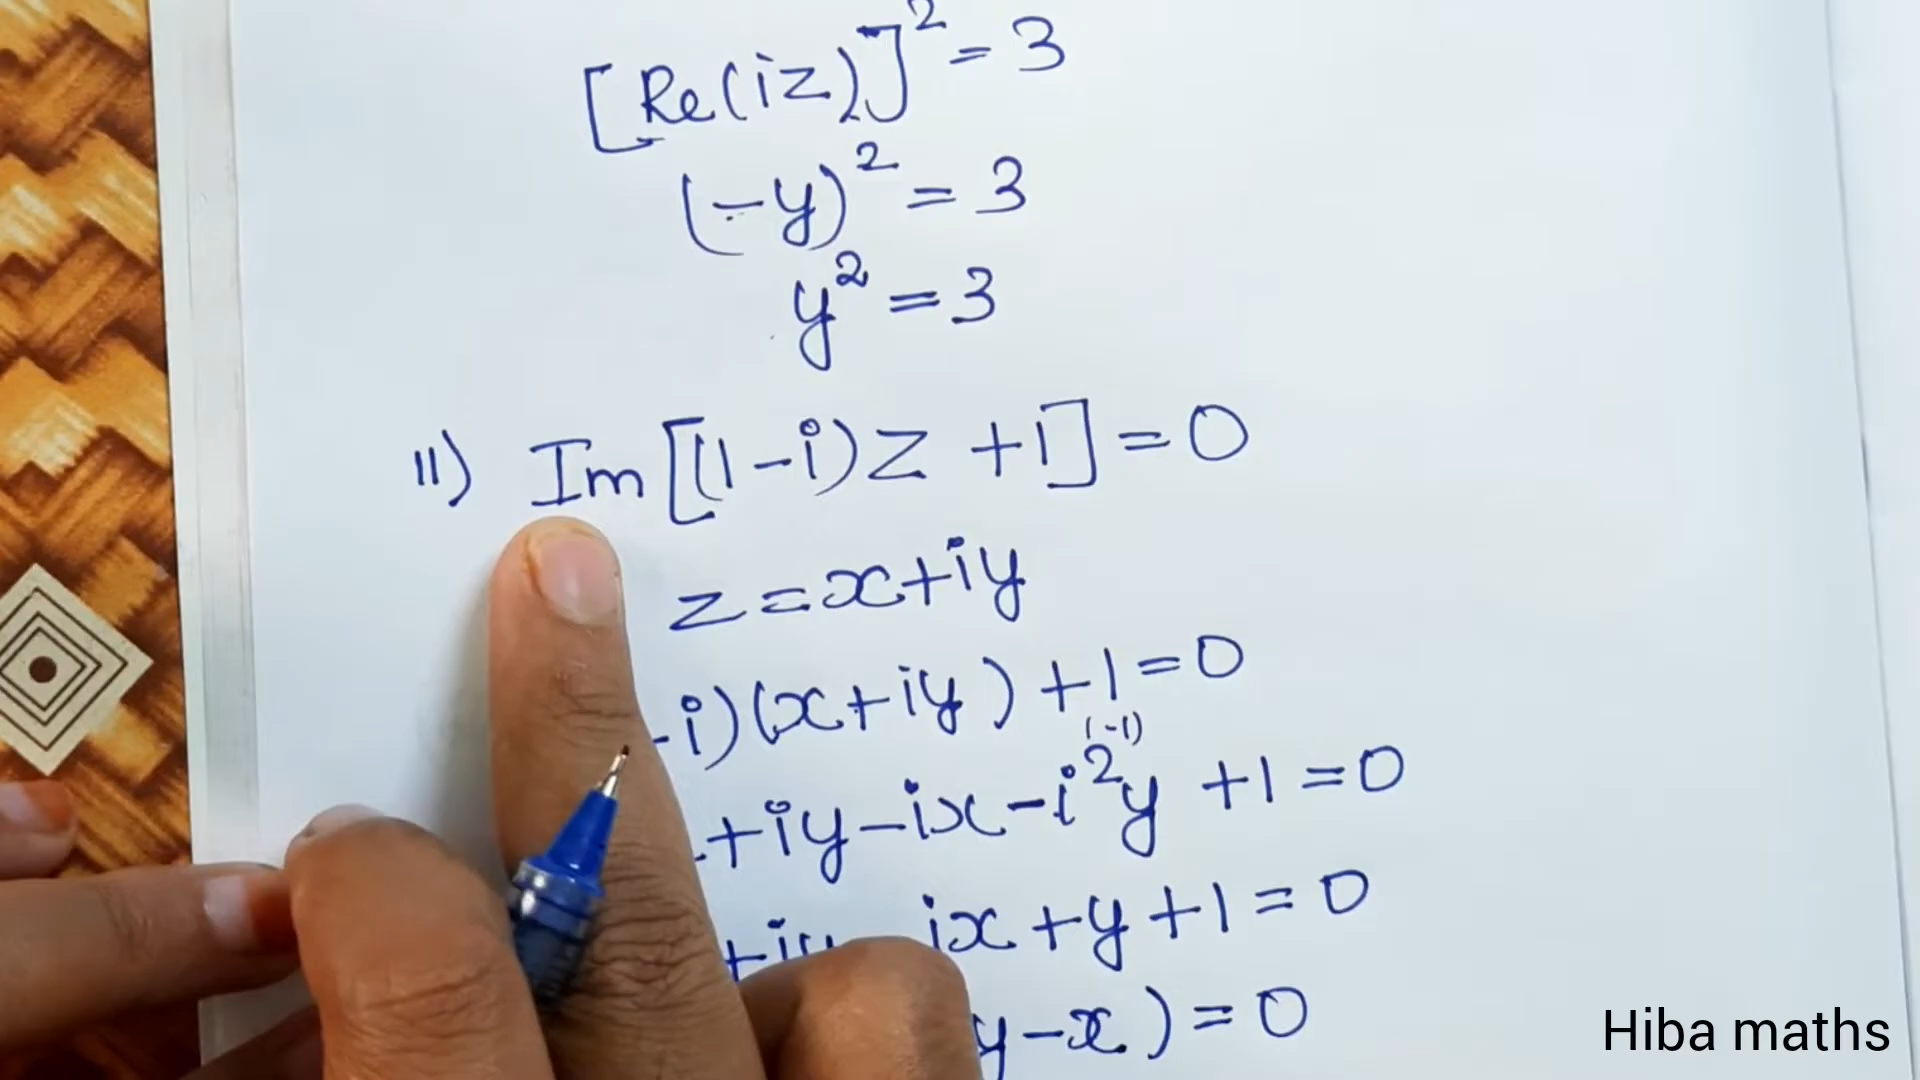 [Re(iz)]² = 3
(-y)² = 3
y² = 3
11) Im[(1-i)z +1] = 0
z = x+iy
-i)(x+iy) +1 = 0
(-1)
+iy-ix-i²y +1 = 0
+iy ix +y+1 = 0
y-x) = 0
Hiba maths